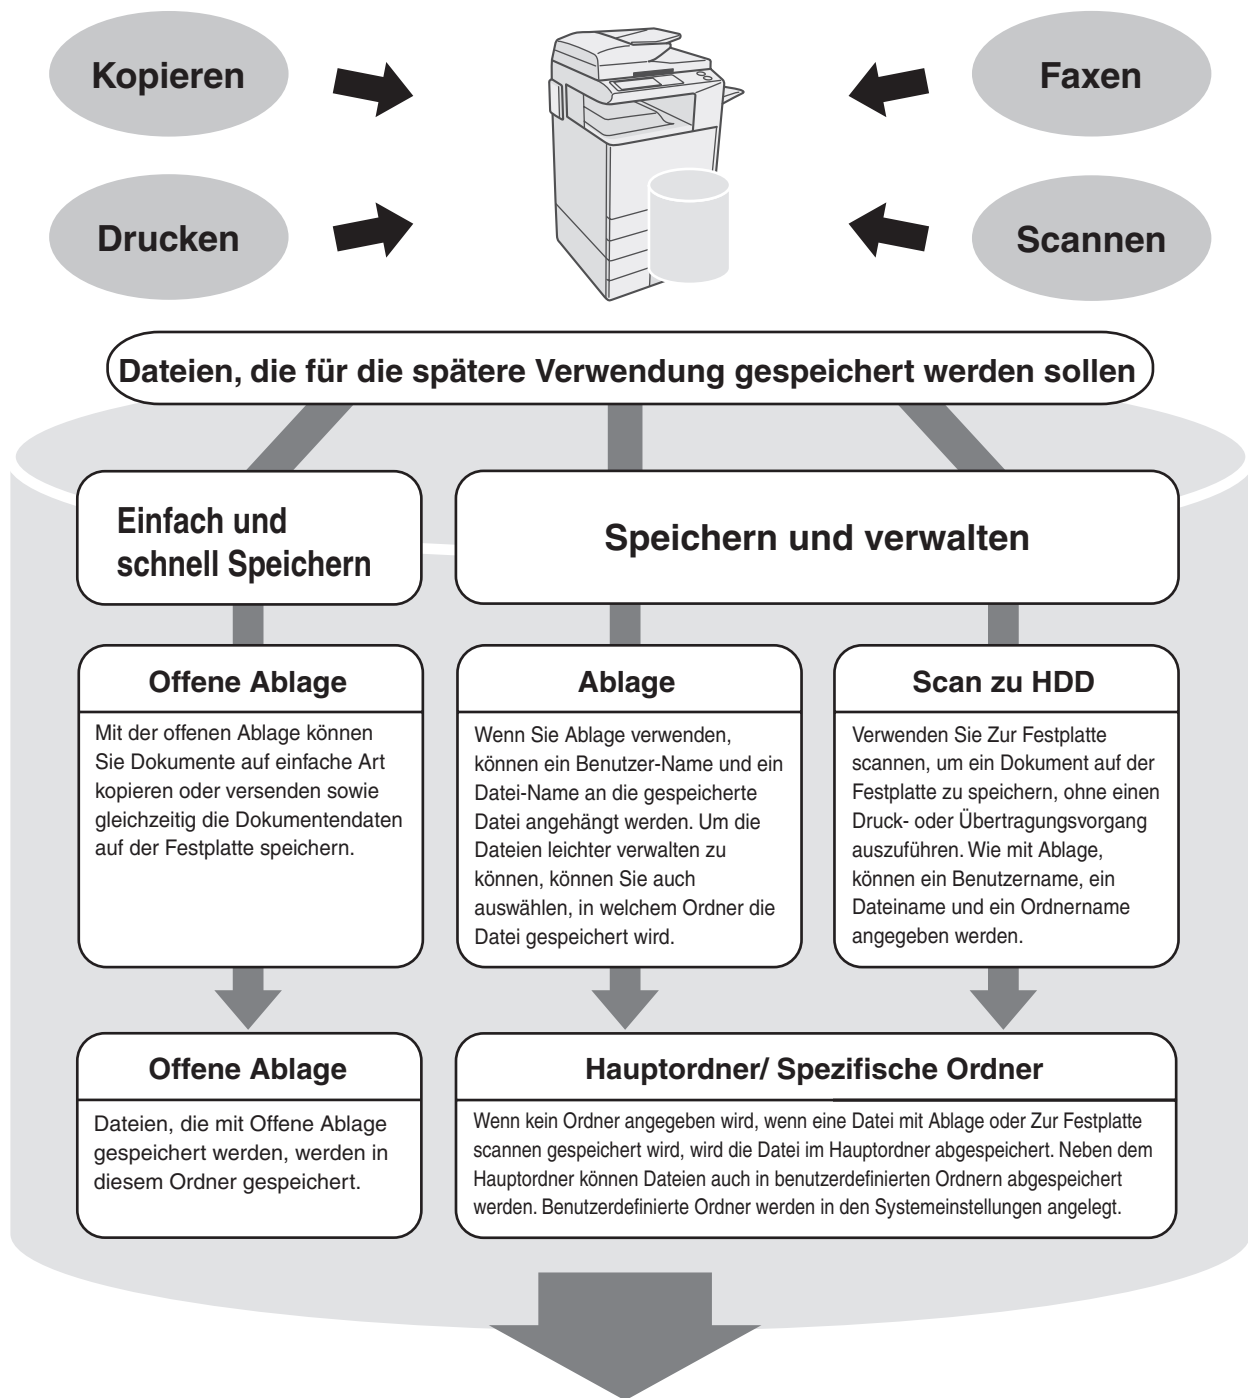 Kopieren
Faxen
Drucken
Scannen
Dateien, die für die spätere Verwendung gespeichert werden sollen
Einfach und
schnell Speichern
Speichern und verwalten
Offene Ablage
Mit der offenen Ablage können
Sie Dokumente auf einfache Art
kopieren oder versenden sowie
gleichzeitig die Dokumentendaten
auf der Festplatte speichern.
Ablage
Wenn Sie Ablage verwenden,
können ein Benutzer-Name und ein
Datei-Name an die gespeicherte
Datei angehängt werden. Um die
Dateien leichter verwalten zu
können, können Sie auch
auswählen, in welchem Ordner die
Datei gespeichert wird.
Scan zu HDD
Verwenden Sie Zur Festplatte
scannen, um ein Dokument auf der
Festplatte zu speichern, ohne einen
Druck- oder Übertragungsvorgang
auszuführen. Wie mit Ablage,
können ein Benutzername, ein
Dateiname und ein Ordnername
angegeben werden.
Offene Ablage
Dateien, die mit Offene Ablage
gespeichert werden, werden in
diesem Ordner gespeichert.
Hauptordner/ Spezifische Ordner
Wenn kein Ordner angegeben wird, wenn eine Datei mit Ablage oder Zur Festplatte
scannen gespeichert wird, wird die Datei im Hauptordner abgespeichert. Neben dem
Hauptordner können Dateien auch in benutzerdefinierten Ordnern abgespeichert
werden. Benutzerdefinierte Ordner werden in den Systemeinstellungen angelegt.